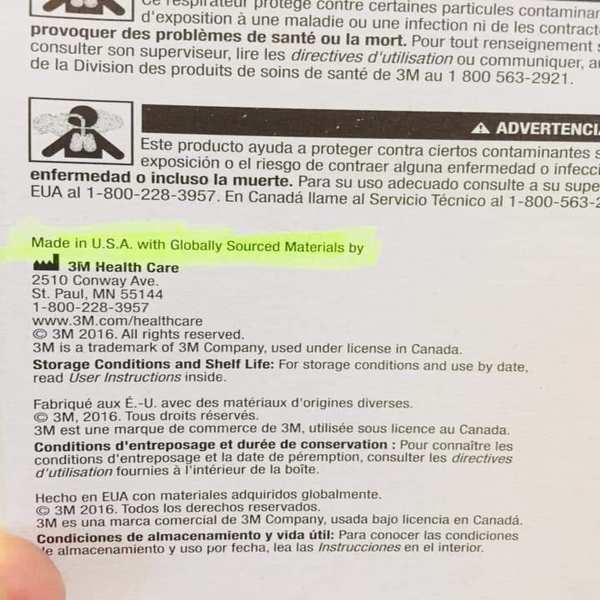 Ce respirateur protège contre certaines particules
d'exposition à une maladie ou une infection ni de les
provoquer des problèmes de santé ou la mort. Pour tout renseignement
consulter son superviseur, lire les directives d'utilisation ou communiquer,
de la Division des produits de soins de santé de 3M au 1 800 563-2921.
⚠ ADVERTENCI
Este producto ayuda a proteger contra ciertos contaminantes
exposición o el riesgo de contraer alguna enfermedad o
enfermedad o incluso la muerte. Para su uso adecuado consulte a su
EUA al 1-800-228-3957. En Canadá llame al Servicio Técnico al 1-800-563-
Made in U.S.A. with Globally Sourced Materials by
3M Health Care
2510 Conway Ave.
St. Paul, MN 55144
1-800-228-3957
www.3M.com/healthcare
© 3M 2016. All rights reserved.
3M is a trademark of 3M Company, used under license in Canada.
Storage Conditions and Shelf Life: For storage conditions and use by date,
read User Instructions inside.
Fabriqué aux É.-U. avec des matériaux d'origines diverses.
© 3M, 2016. Tous droits réservés.
3M est une marque de commerce de 3M, utilisée sous licence au Canada.
Conditions d'entreposage et durée de conservation : Pour connaître les
conditions d'entreposage et la date de péremption, consulter les directives
d'utilisation fournies à l'intérieur de la boîte.
Hecho en EUA con materiales adquiridos globalmente.
© 3M 2016. Todos los derechos reservados.
3M es una marca comercial de 3M Company, usada bajo licencia en Canadá.
Condiciones de almacenamiento y vida útil: Para conocer las condiciones
de almacenamiento y uso por fecha, lea las Instrucciones en el interior.